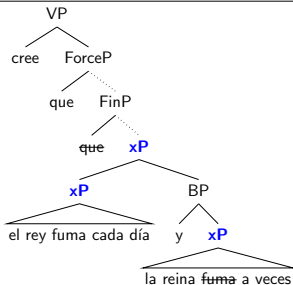 VP
cree ForceP
que FinP
que xP
xP BP
el rey fuma cada día y xP
la reina fuma a veces